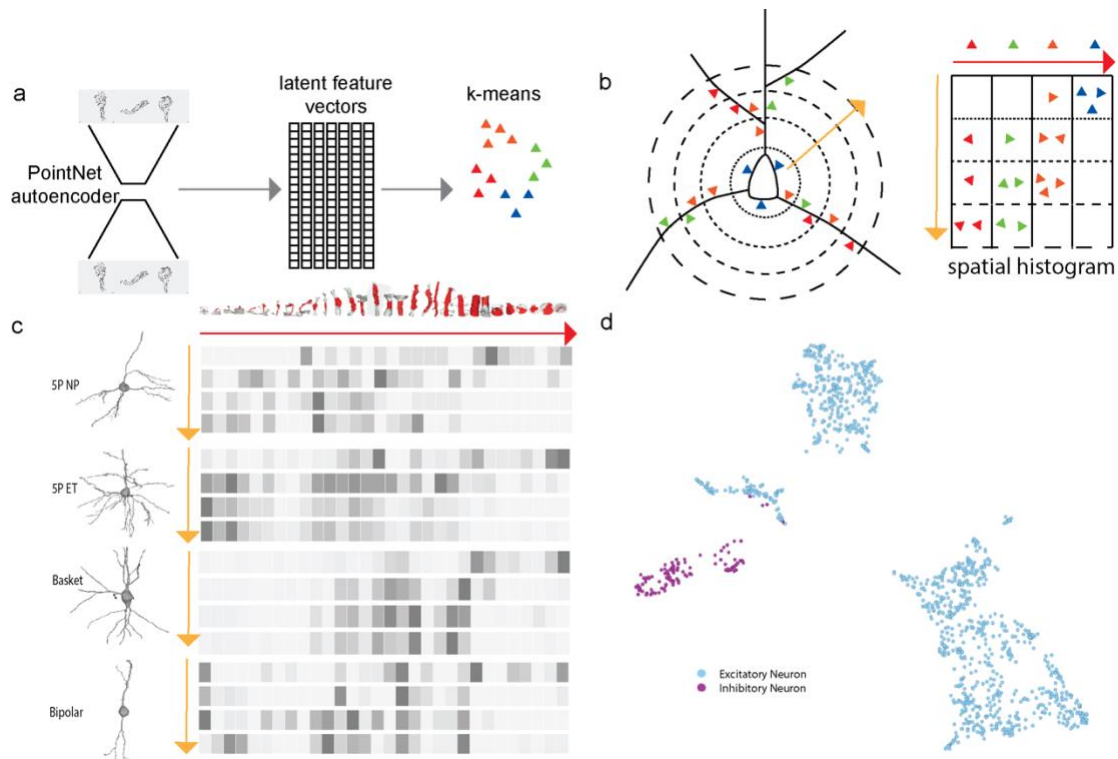 a
PointNet
autoencoder
latent feature
vectors
k-means
b
spatial histogram
c
5P NP
5P ET
Basket
Bipolar
d
Excitatory Neuron
Inhibitory Neuron